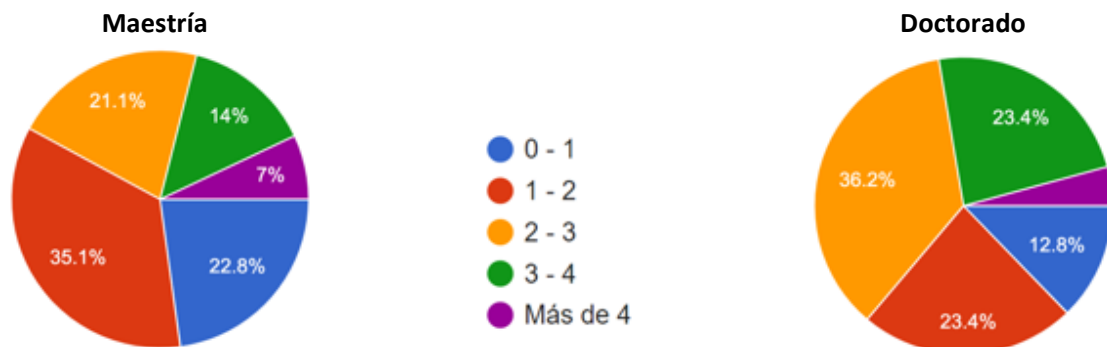 Maestría
21.1%
14%
7%
35.1%
22.8%
0 - 1
1 - 2
2 - 3
3 - 4
Más de 4
Doctorado
23.4%
36.2%
12.8%
23.4%